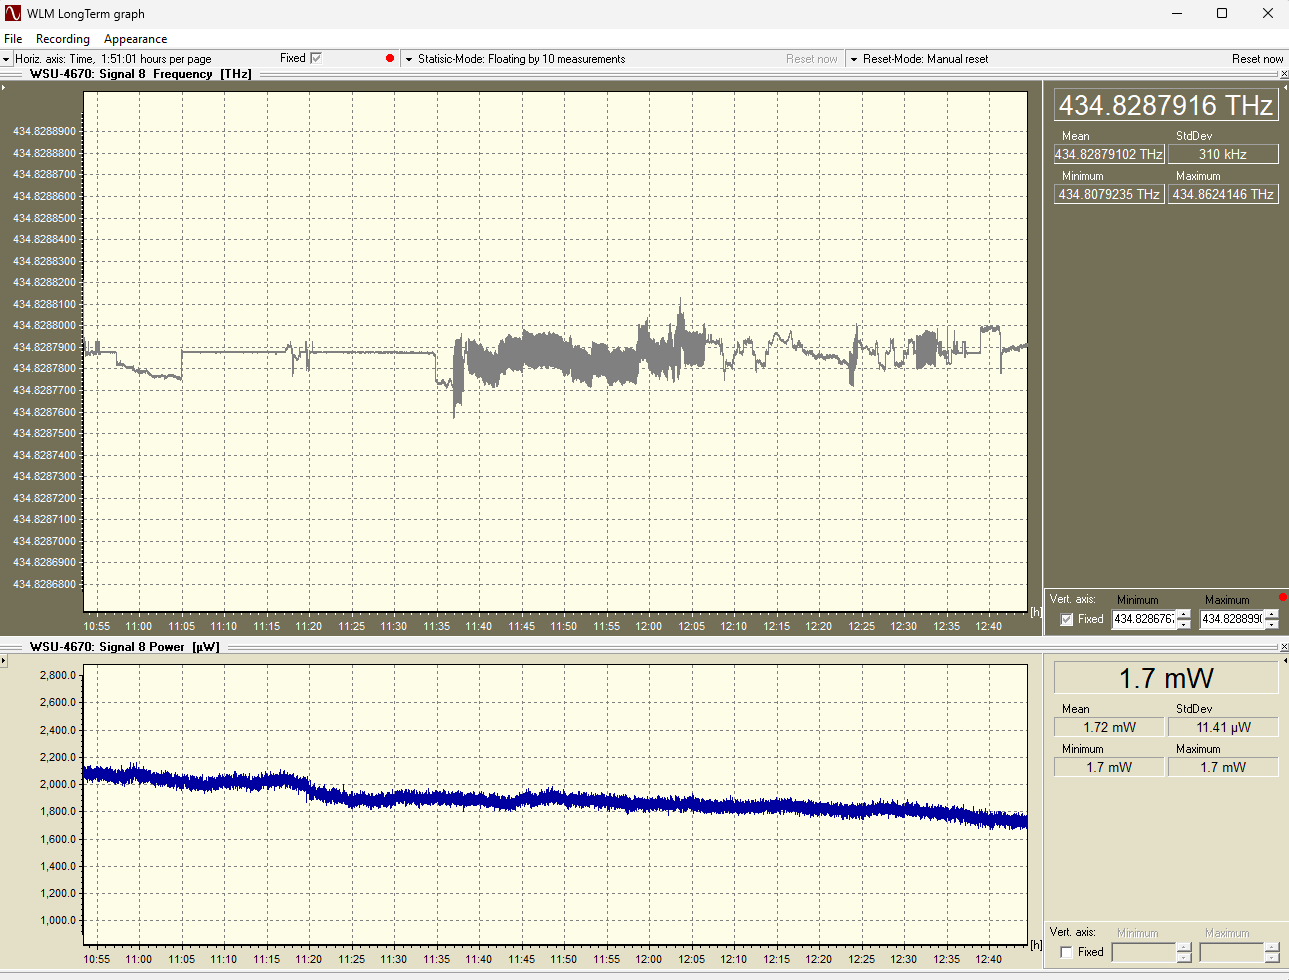 WLM LongTerm graph
File Recording Appearance
Horiz. axis: Time, 1:51:01 hours per page Fixed Statisic-Mode: Floating by 10 measurements Reset now Reset-Mode: Manual reset Reset now
WSU-4670: Signal 8 Frequency [THz]
434.8288900
434.8288800
434.8288700
434.8288600
434.8288500
434.8288400
434.8288300
434.8288200
434.8288100
434.8288000
434.8287900
434.8287800
434.8287700
434.8287600
434.8287500
434.8287400
434.8287300
434.8287200
434.8287100
434.8287000
434.8286900
434.8286800
[h]
10:55 11:00 11:05 11:10 11:15 11:20 11:25 11:30 11:35 11:40 11:45 11:50 11:55 12:00 12:05 12:10 12:15 12:20 12:25 12:30 12:35 12:40
434.8287916 THz
Mean StdDev
434.82879102 THz 310 kHz
Minimum Maximum
434.8079235 THz 434.8624146 THz
Vert. axis: Minimum Maximum
Fixed 434.828676 434.828899
WSU-4670: Signal 8 Power [µW]
2,800.0
2,600.0
2,400.0
2,200.0
2,000.0
1,800.0
1,600.0
1,400.0
1,200.0
1,000.0
[h]
10:55 11:00 11:05 11:10 11:15 11:20 11:25 11:30 11:35 11:40 11:45 11:50 11:55 12:00 12:05 12:10 12:15 12:20 12:25 12:30 12:35 12:40
1.7 mW
Mean StdDev
1.72 mW 11.41 µW
Minimum Maximum
1.7 mW 1.7 mW
Vert. axis: Minimum Maximum
Fixed